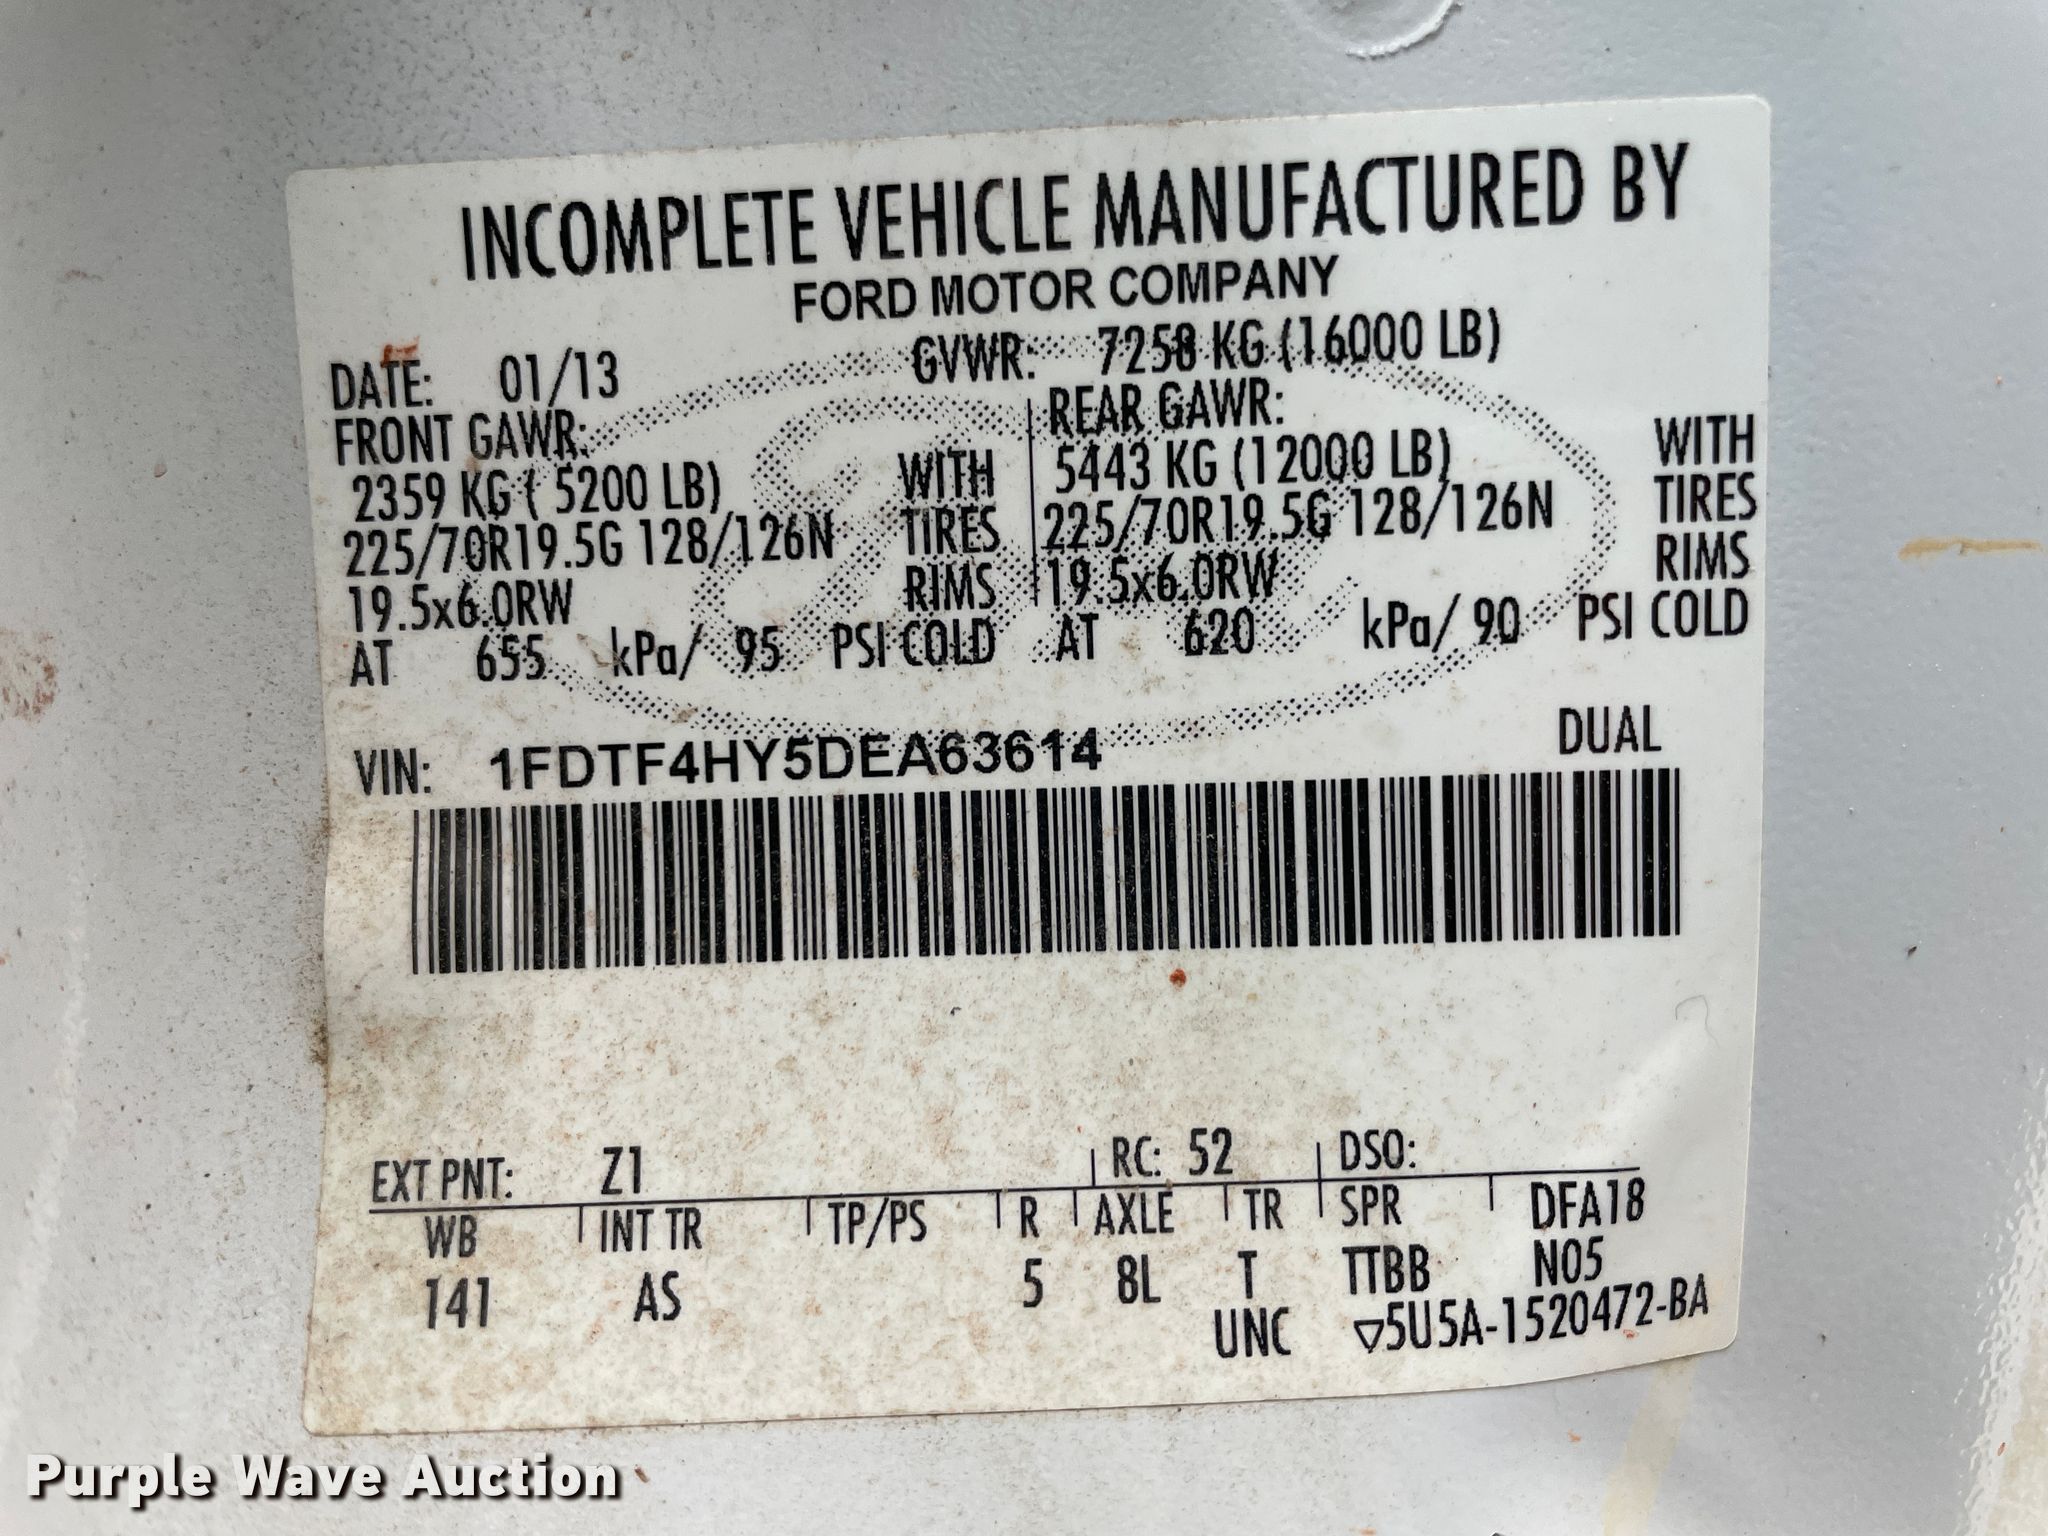 INCOMPLETE VEHICLE MANUFACTURED BY
FORD MOTOR COMPANY
DATE: 01/13 GVWR: 7258 KG (16000 LB)
FRONT GAWR: REAR GAWR:
2359 KG ( 5200 LB) WITH 5443 KG (12000 LB) WITH
225/70R19.5G 128/126N TIRES 225/70R19.5G 128/126N TIRES
19.5x6.0RW RIMS 19.5x6.0RW RIMS
AT 655 kPa/ 95 PSI COLD AT 620 kPa/ 90 PSI COLD
VIN: 1FDTF4HY5DEA63614 DUAL
EXT PNT: Z1 RC: 52 DSO:
WB INT TR TP/PS R AXLE TR SPR DFA18
141 AS 5 8L T TTBB N05
UNC ▽5U5A-1520472-BA
Purple Wave Auction